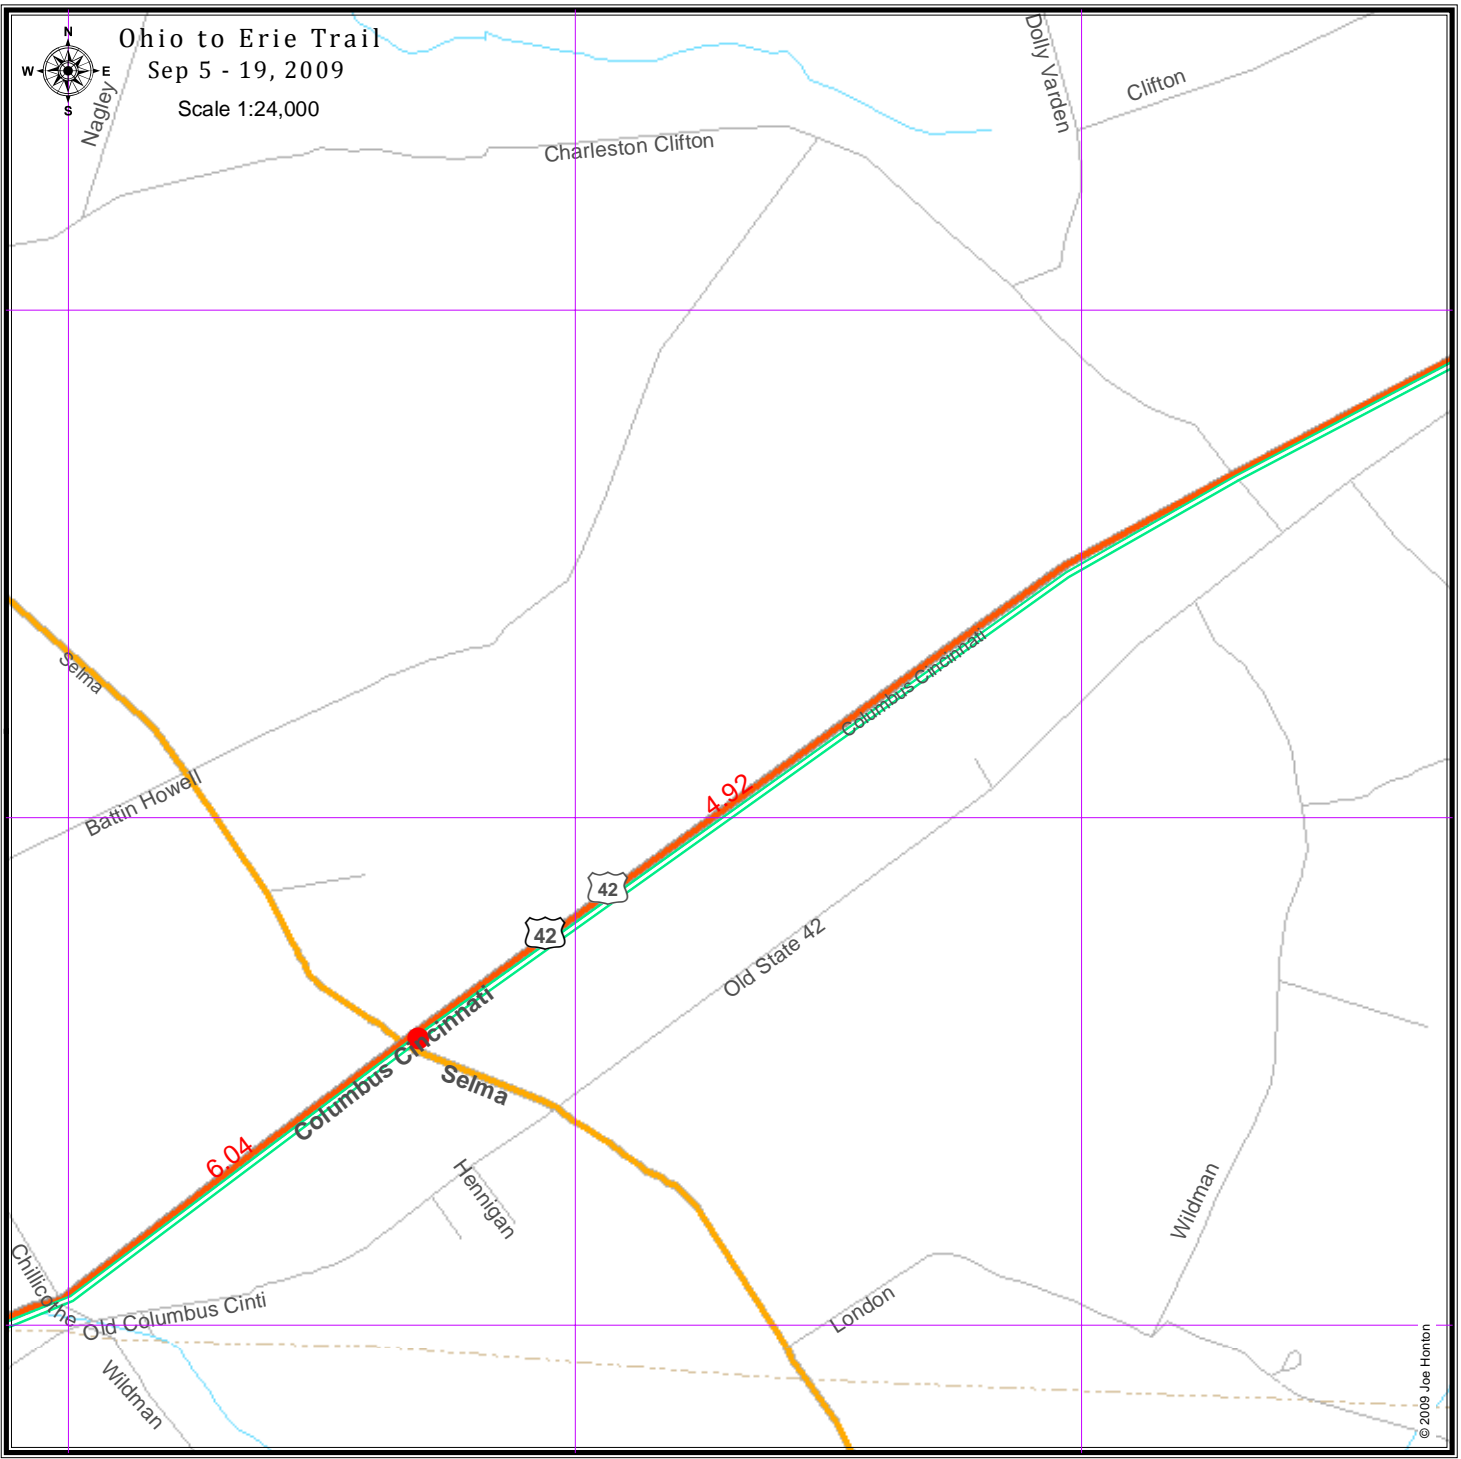 N
W E
S
Ohio to Erie Trail
Sep 5 - 19, 2009
Scale 1:24,000
Nagley
Charleston Clifton
Dolly Varden
Clifton
Selma
Battin Howell
Columbus Cincinnati
4.92
42
42
Old State 42
Columbus Cincinnati
Selma
6.04
Hennigan
Wildman
Chillicothe
Old Columbus Cinti
London
Wildman
© 2009 Joe Honton